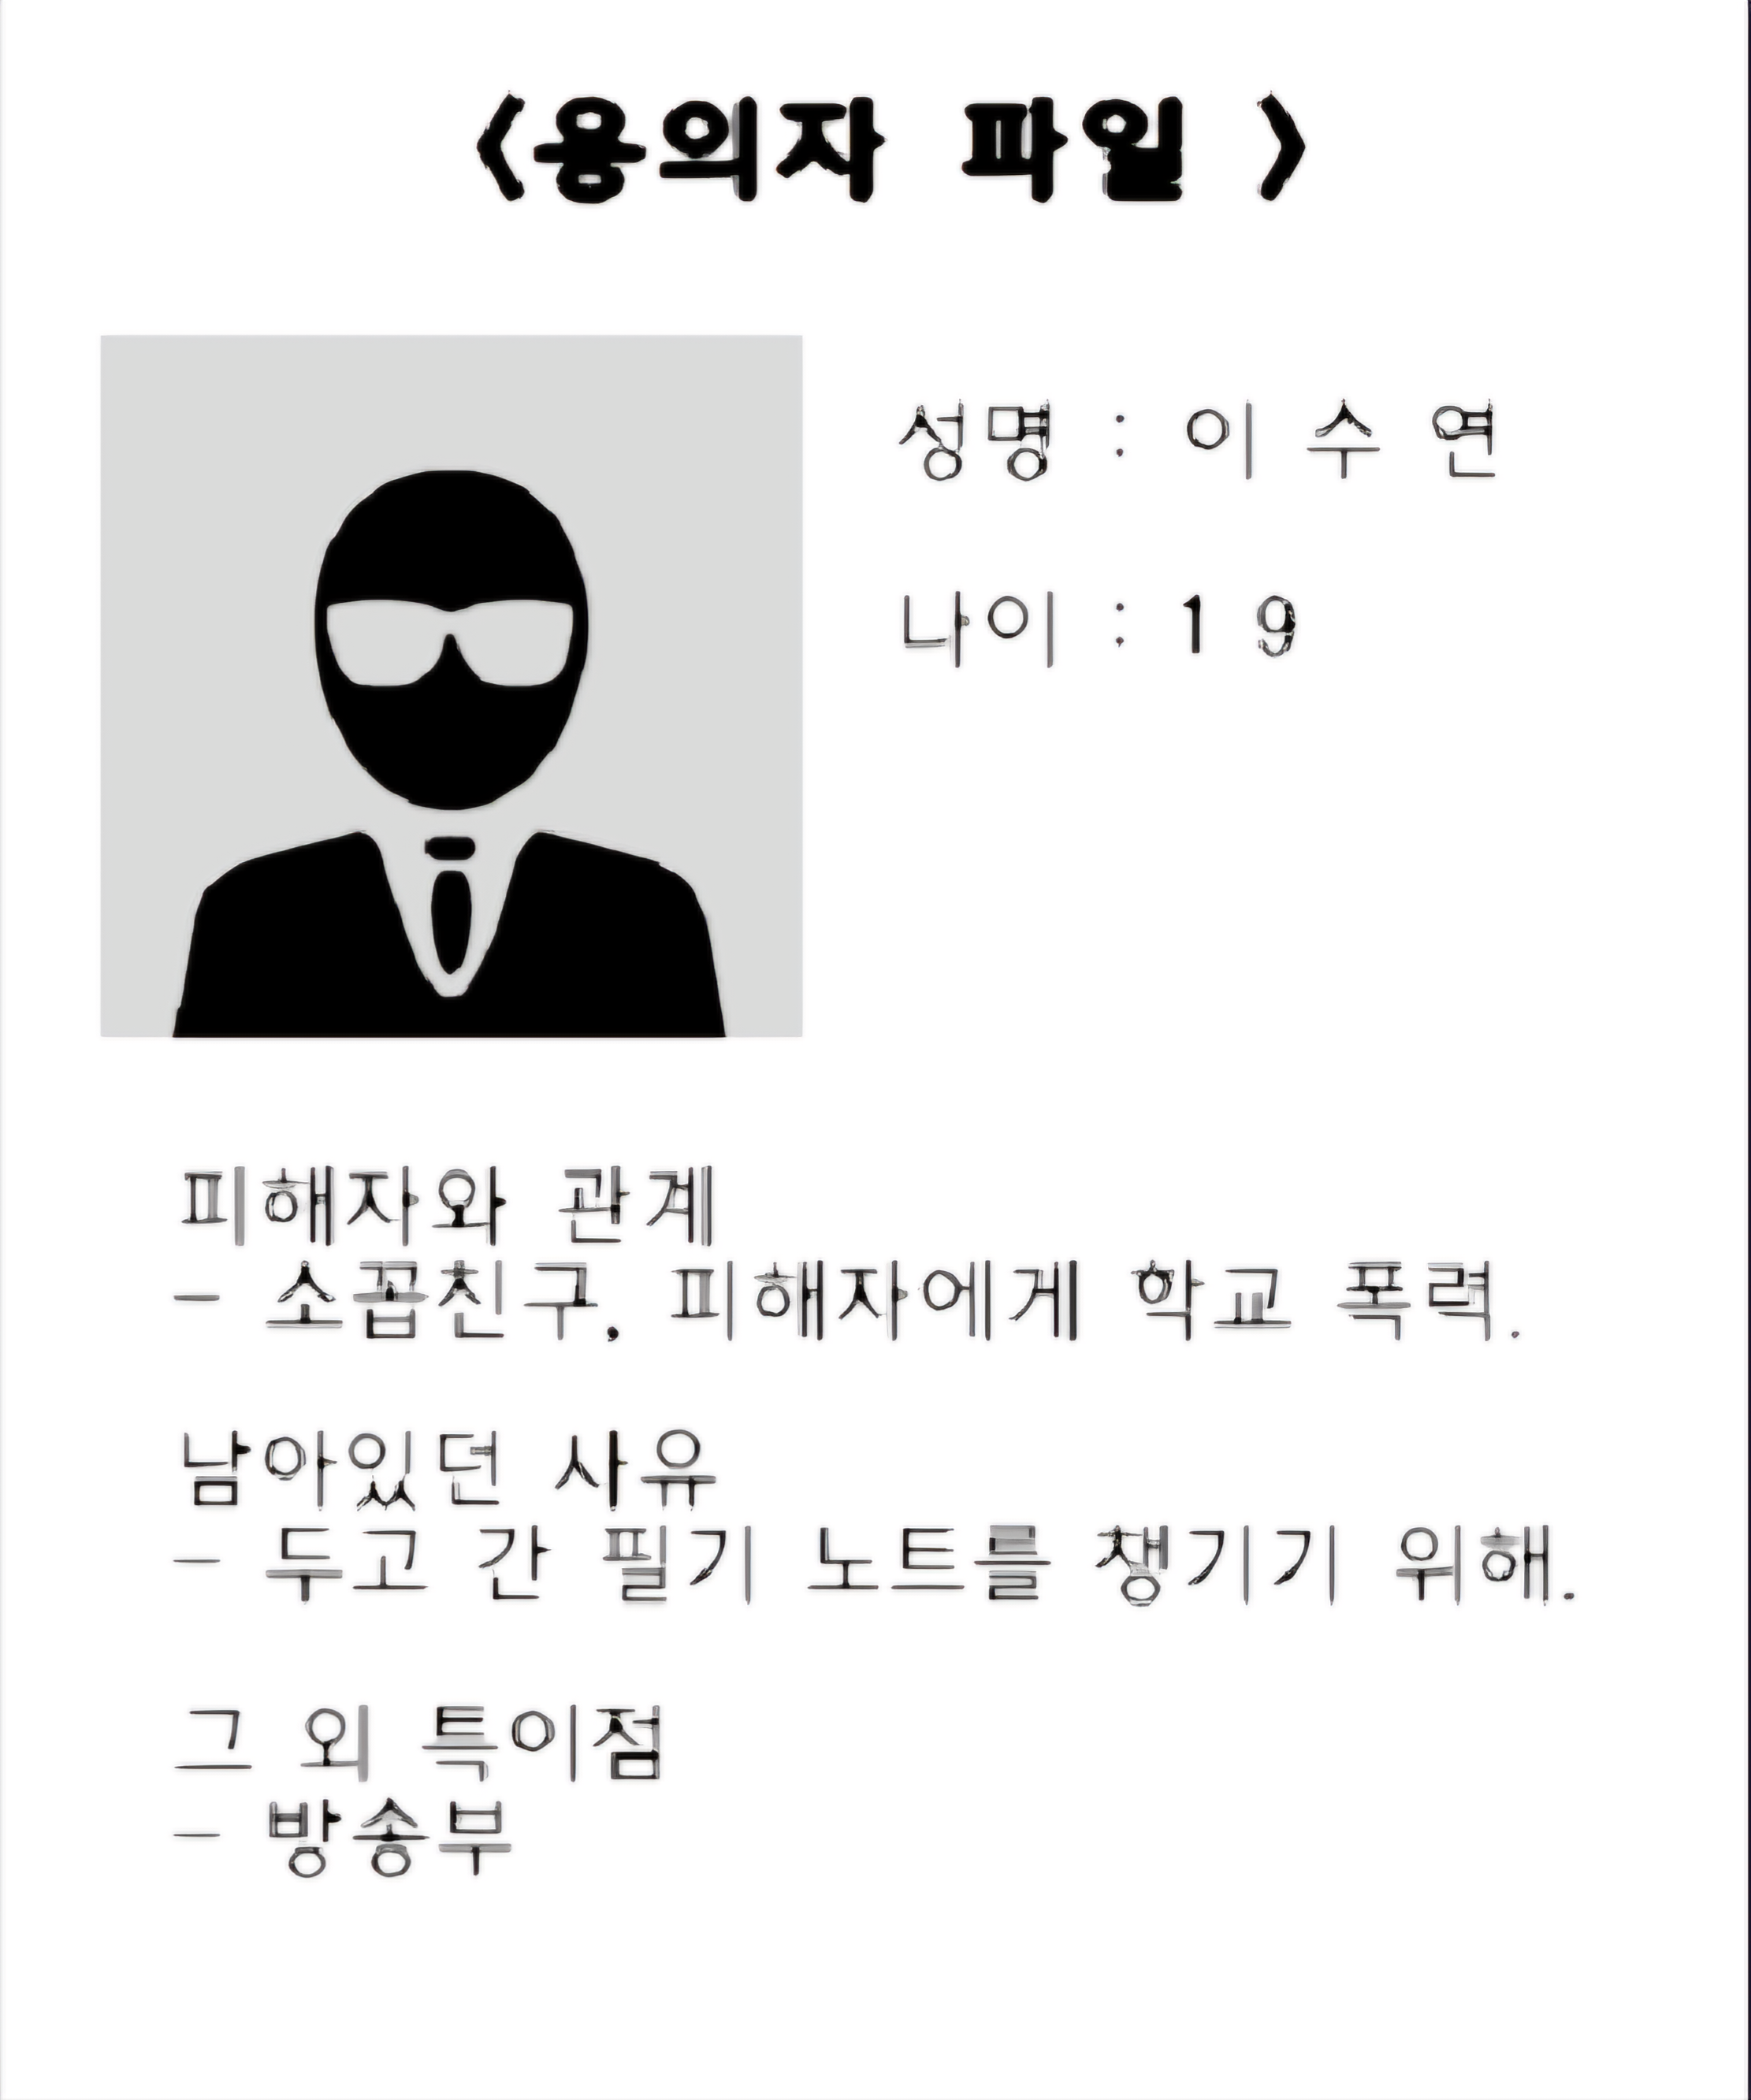 <용의자 파일 >
성명 : 이 수 연
나이 : 1 9
피해자와 관계
- 소꼽친구, 피해자에게 학교 폭력.
남아있던 사유
- 두고 간 필기 노트를 챙기기 위해.
그 외 특이점
- 방송부